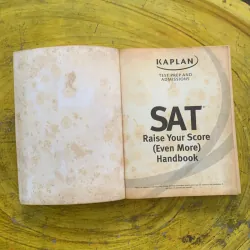 KAPLAN
TEST PREP AND
ADMISSIONS
SAT
Raise Your Score
(Even More)
Handbook